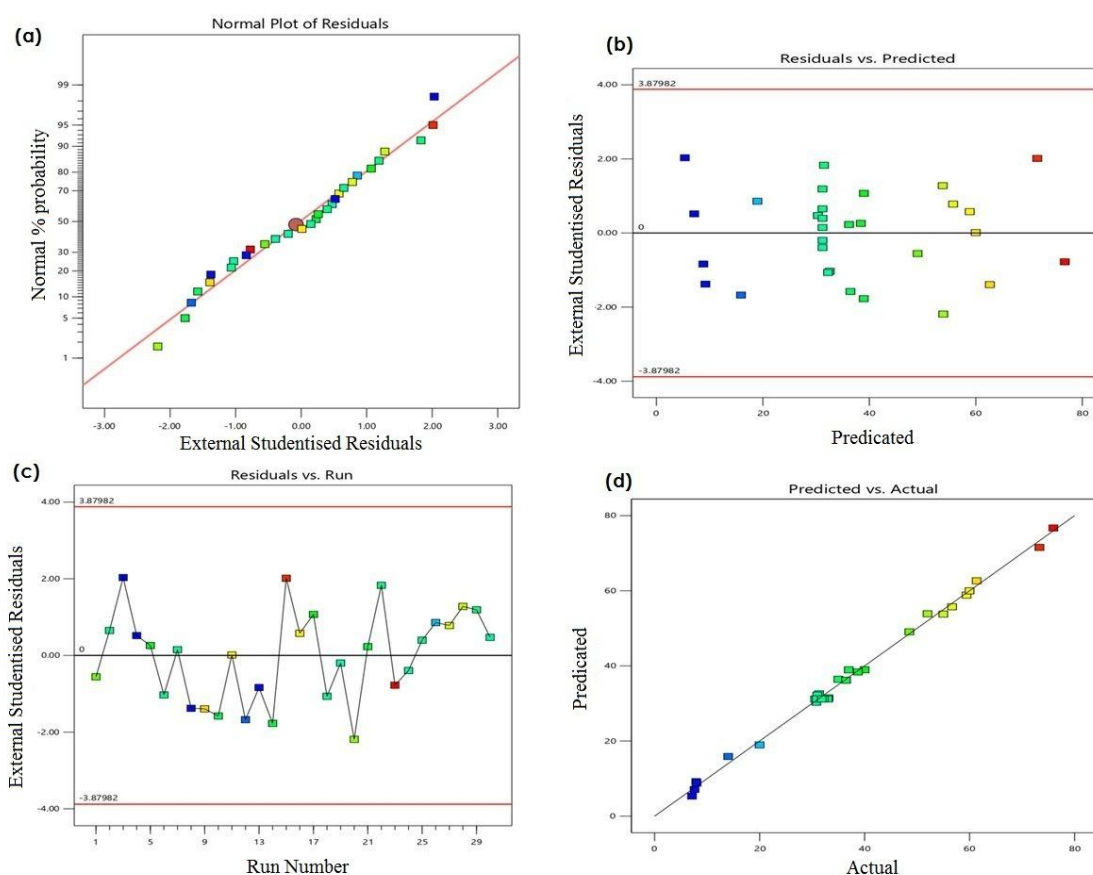 (a)
Normal Plot of Residuals
Normal % probability
99
95
90
80
70
50
30
20
10
5
1
-3.00 -2.00 -1.00 0.00 1.00 2.00 3.00
External Studentised Residuals
(b)
Residuals vs. Predicted
External Studentised Residuals
4.00
3.87982
2.00
0.00
0
-2.00
-3.87982
-4.00
0 20 40 60 80
Predicated
(c)
Residuals vs. Run
External Studentised Residuals
4.00
3.87982
2.00
0.00
0
-2.00
-3.87982
-4.00
1 5 9 13 17 21 25 29
Run Number
(d)
Predicted vs. Actual
Predicated
80
60
40
20
0
0 20 40 60 80
Actual